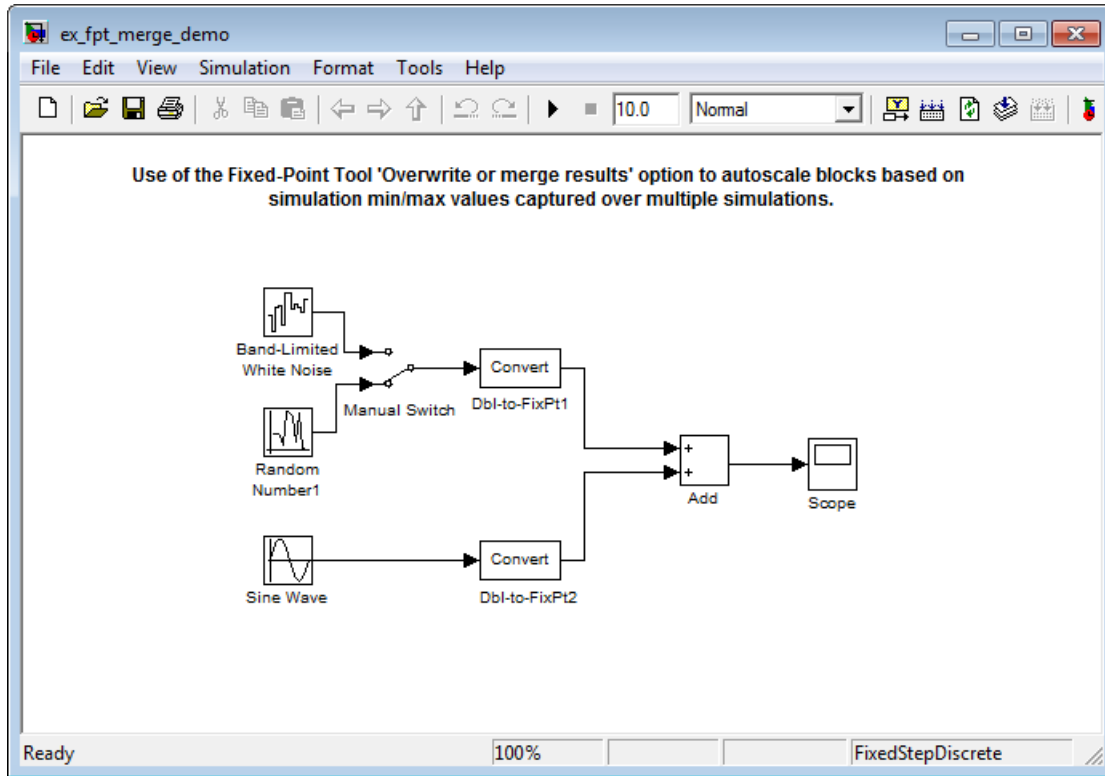 ex_fpt_merge_demo
File Edit View Simulation Format Tools Help
10.0 Normal
Use of the Fixed-Point Tool 'Overwrite or merge results' option to autoscale blocks based on
simulation min/max values captured over multiple simulations.
Band-Limited
White Noise
Convert
Manual Switch
Dbl-to-FixPt1
Random
Number1
+
+
Add
Scope
Convert
Sine Wave
Dbl-to-FixPt2
Ready 100% FixedStepDiscrete